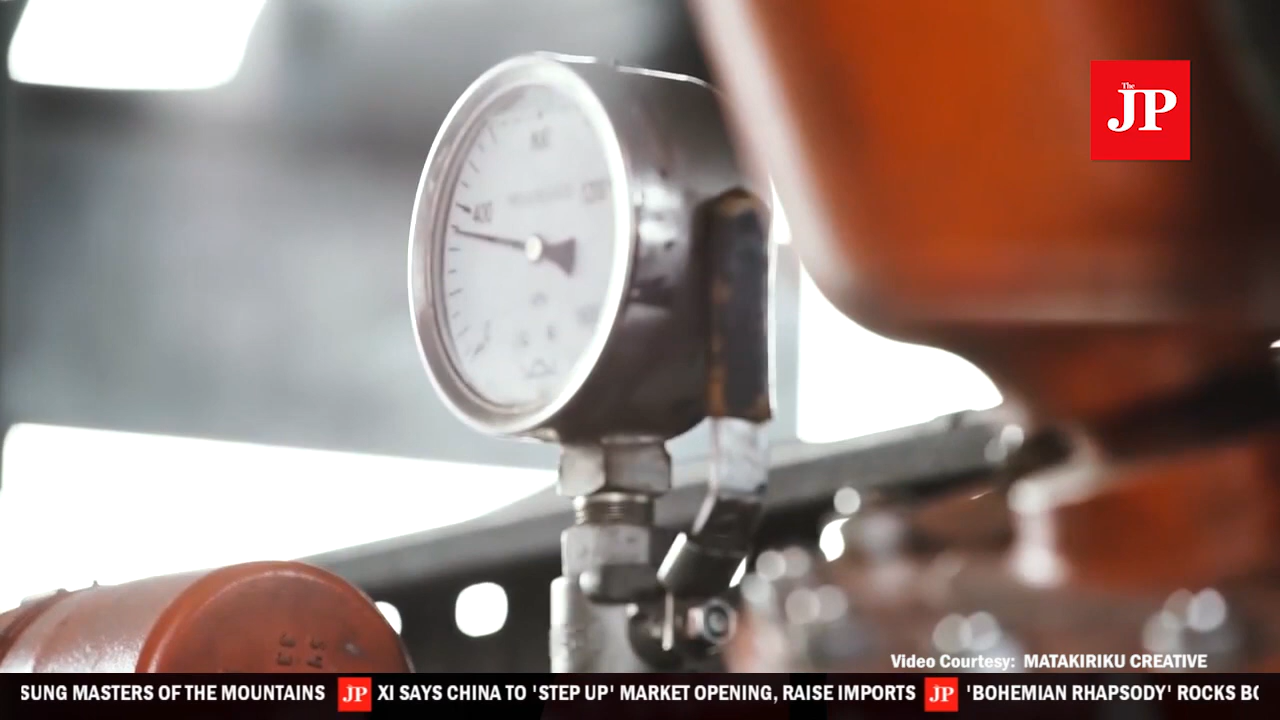 The
JP
400
Video Courtesy: MATAKIRIKU CREATIVE
SUNG MASTERS OF THE MOUNTAINS JP XI SAYS CHINA TO 'STEP UP' MARKET OPENING, RAISE IMPORTS JP 'BOHEMIAN RHAPSODY' ROCKS